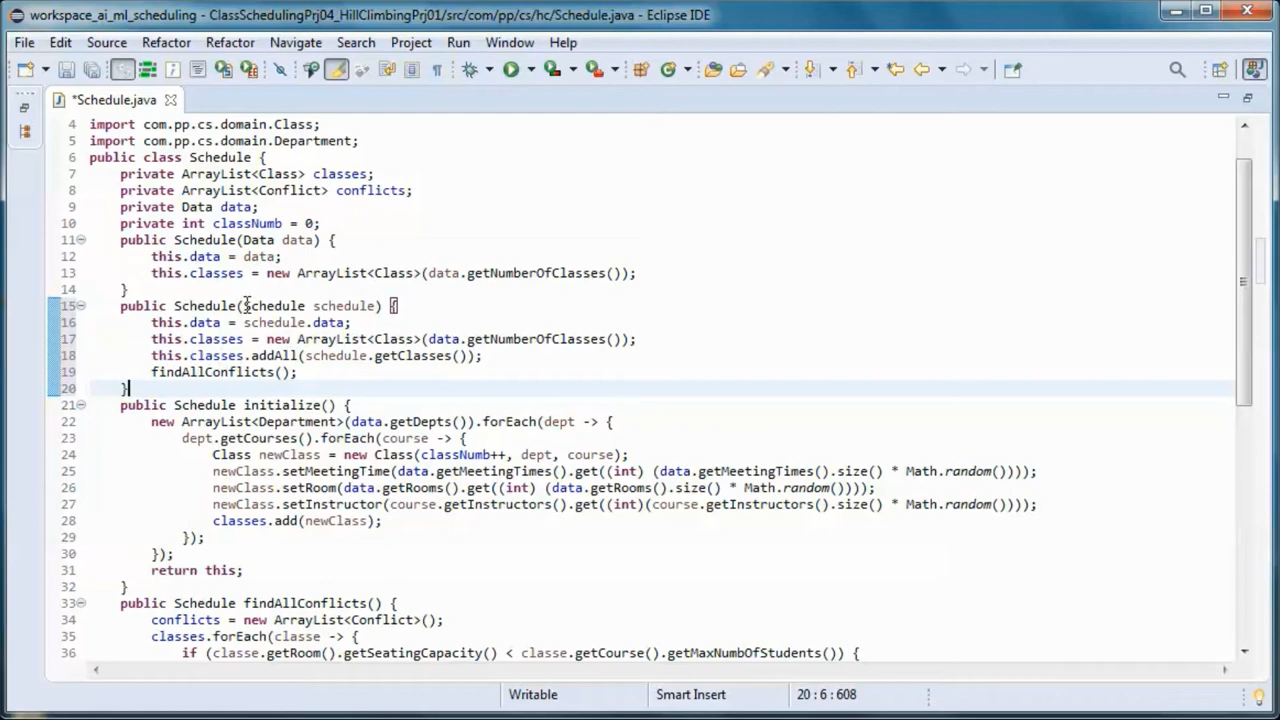 workspace_ai_ml_scheduling - ClassSchedulingPrj04_HillClimbingPrj01/src/com/pp/cs/hc/Schedule.java - Eclipse IDE
File Edit Source Refactor Refactor Navigate Search Project Run Window Help
*Schedule.java
4 import com.pp.cs.domain.Class;
5 import com.pp.cs.domain.Department;
6 public class Schedule {
7 private ArrayList<Class> classes;
8 private ArrayList<Conflict> conflicts;
9 private Data data;
10 private int classNumb = 0;
11 public Schedule(Data data) {
12 this.data = data;
13 this.classes = new ArrayList<Class>(data.getNumberOfClasses());
14 }
15 public Schedule(Schedule schedule) {
16 this.data = schedule.data;
17 this.classes = new ArrayList<Class>(data.getNumberOfClasses());
18 this.classes.addAll(schedule.getClasses());
19 findAllConflicts();
20 }
21 public Schedule initialize() {
22 new ArrayList<Department>(data.getDepts()).forEach(dept -> {
23 dept.getCourses().forEach(course -> {
24 Class newClass = new Class(classNumb++, dept, course);
25 newClass.setMeetingTime(data.getMeetingTimes().get((int) (data.getMeetingTimes().size() * Math.random())));
26 newClass.setRoom(data.getRooms().get((int) (data.getRooms().size() * Math.random())));
27 newClass.setInstructor(course.getInstructors().get((int)(course.getInstructors().size() * Math.random())));
28 classes.add(newClass);
29 });
30 });
31 return this;
32 }
33 public Schedule findAllConflicts() {
34 conflicts = new ArrayList<Conflict>();
35 classes.forEach(classe -> {
36 if (classe.getRoom().getSeatingCapacity() < classe.getCourse().getMaxNumbOfStudents()) {
Writable Smart Insert 20 : 6 : 608